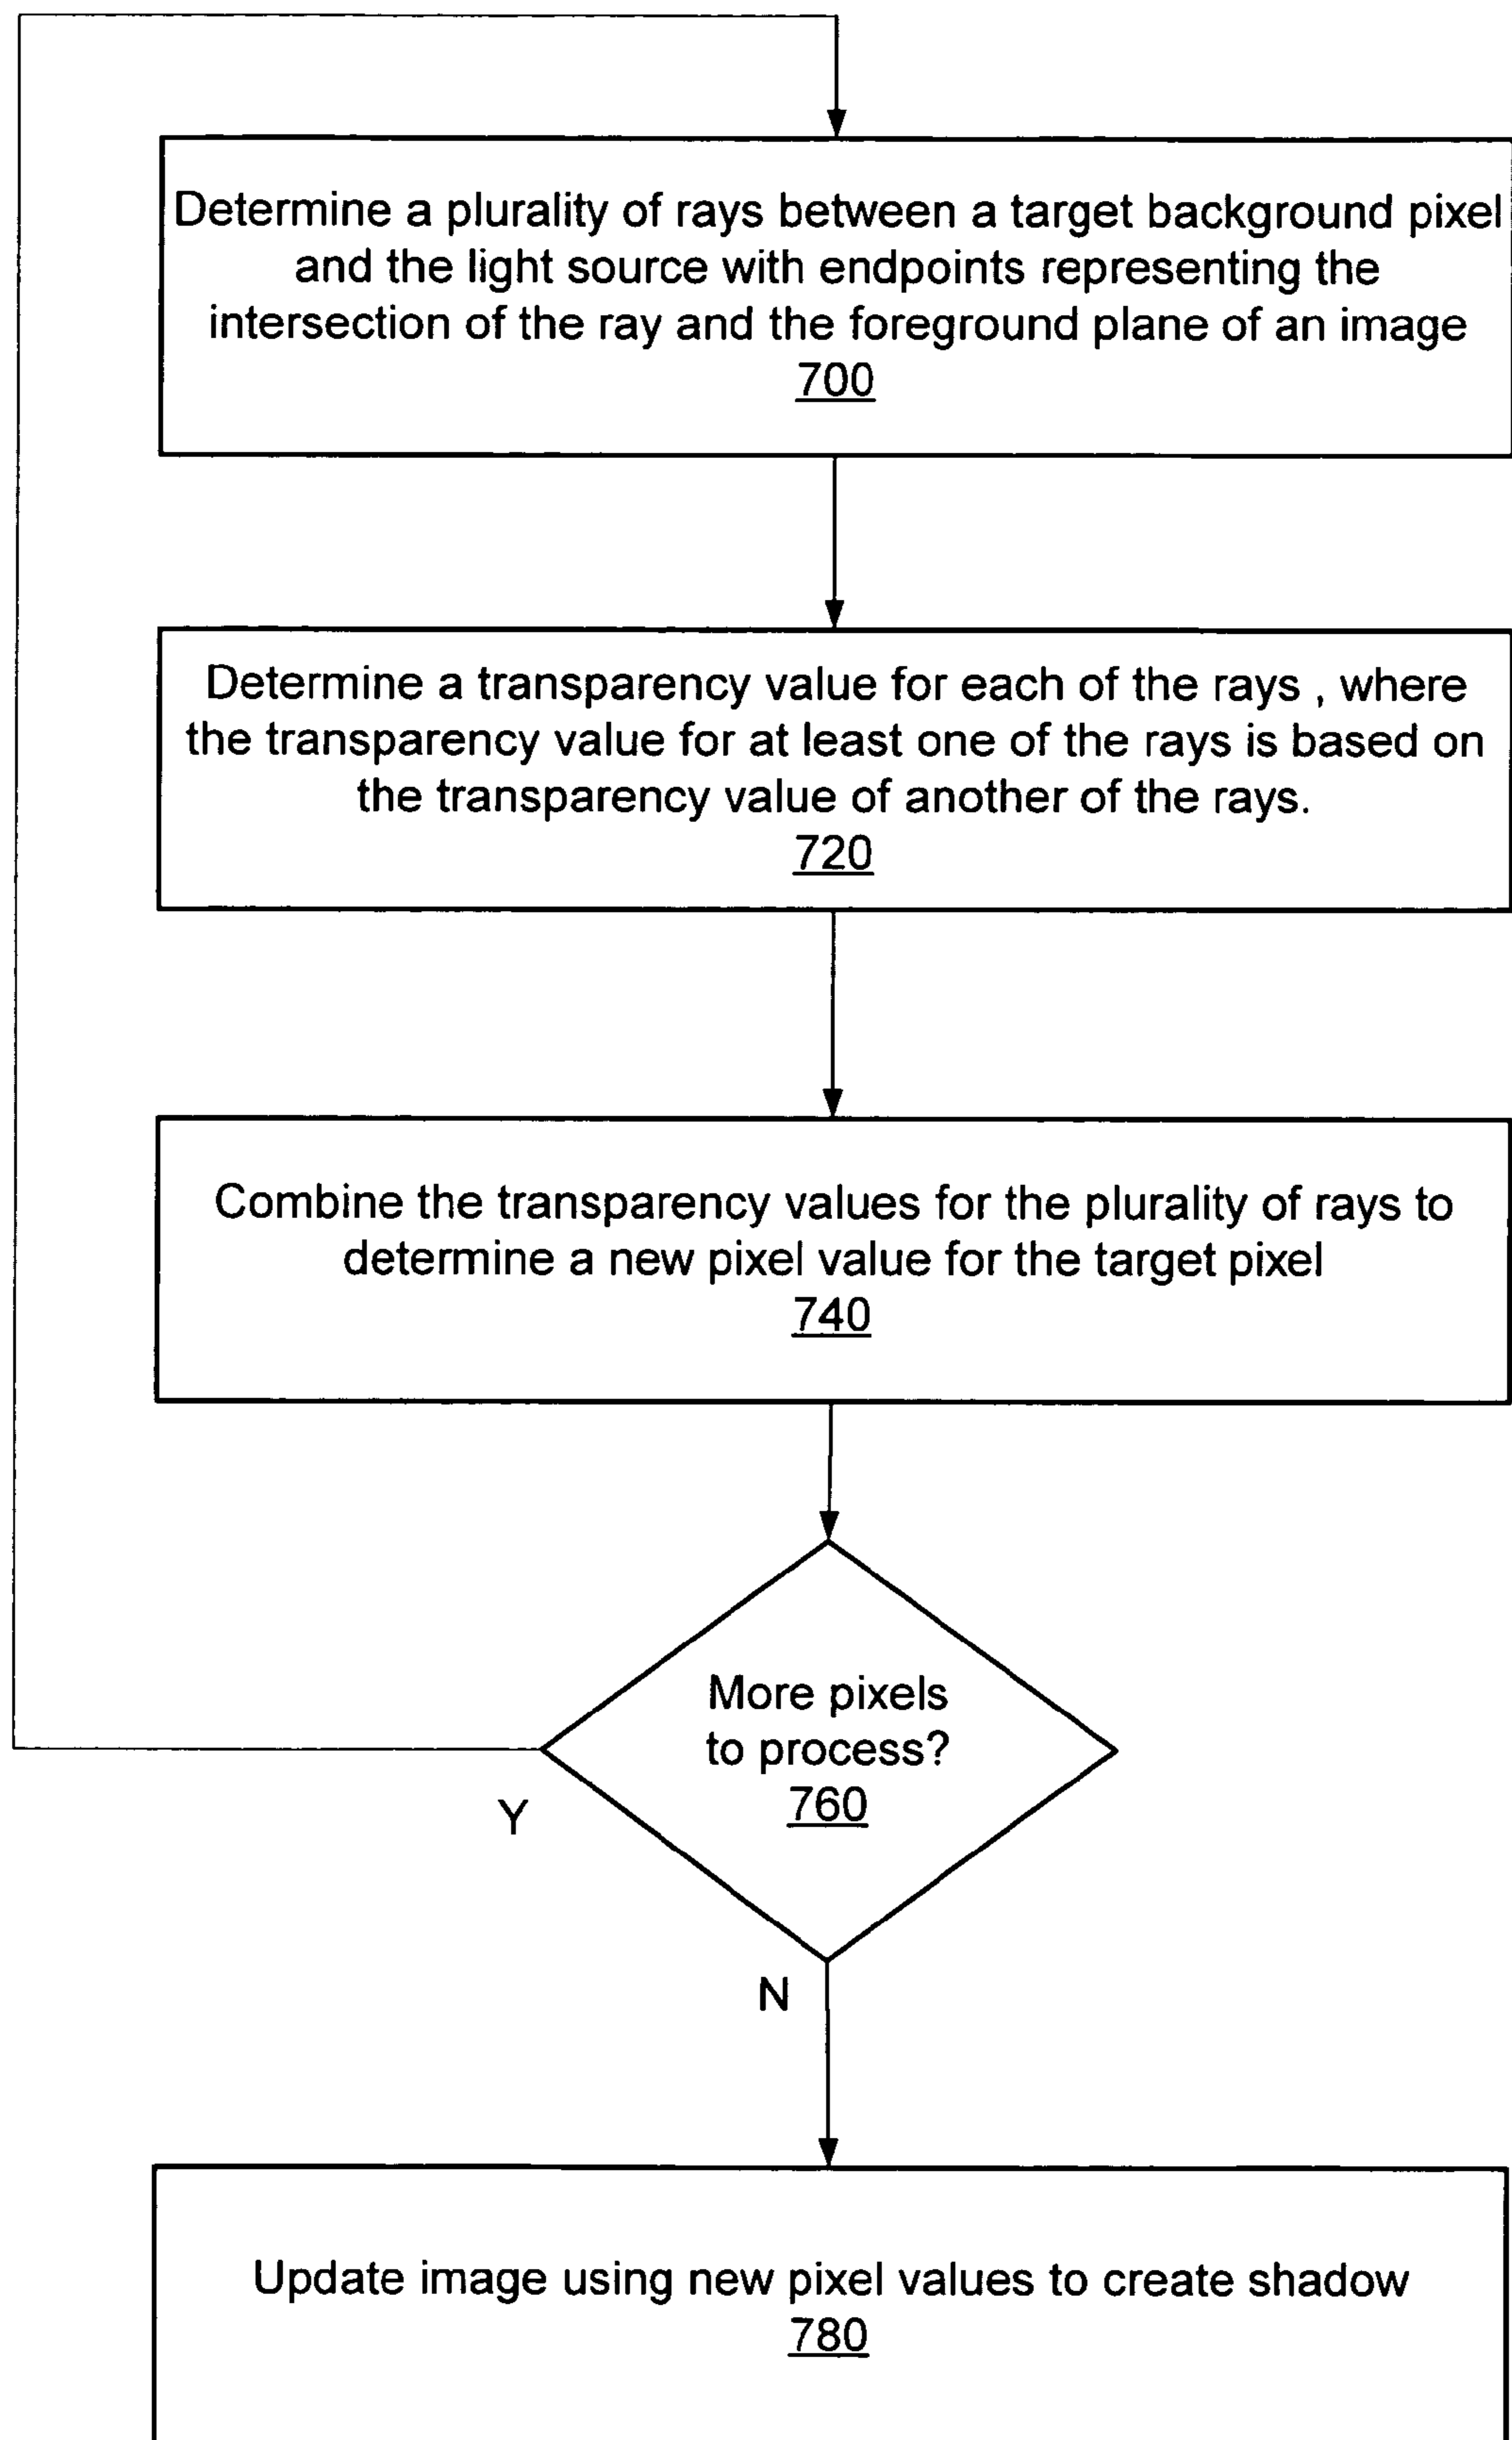 Determine a plurality of rays between a target background pixel
and the light source with endpoints representing the
intersection of the ray and the foreground plane of an image
700
Determine a transparency value for each of the rays , where
the transparency value for at least one of the rays is based on
the transparency value of another of the rays.
720
Combine the transparency values for the plurality of rays to
determine a new pixel value for the target pixel
740
More pixels
to process?
760
Y
N
Update image using new pixel values to create shadow
780